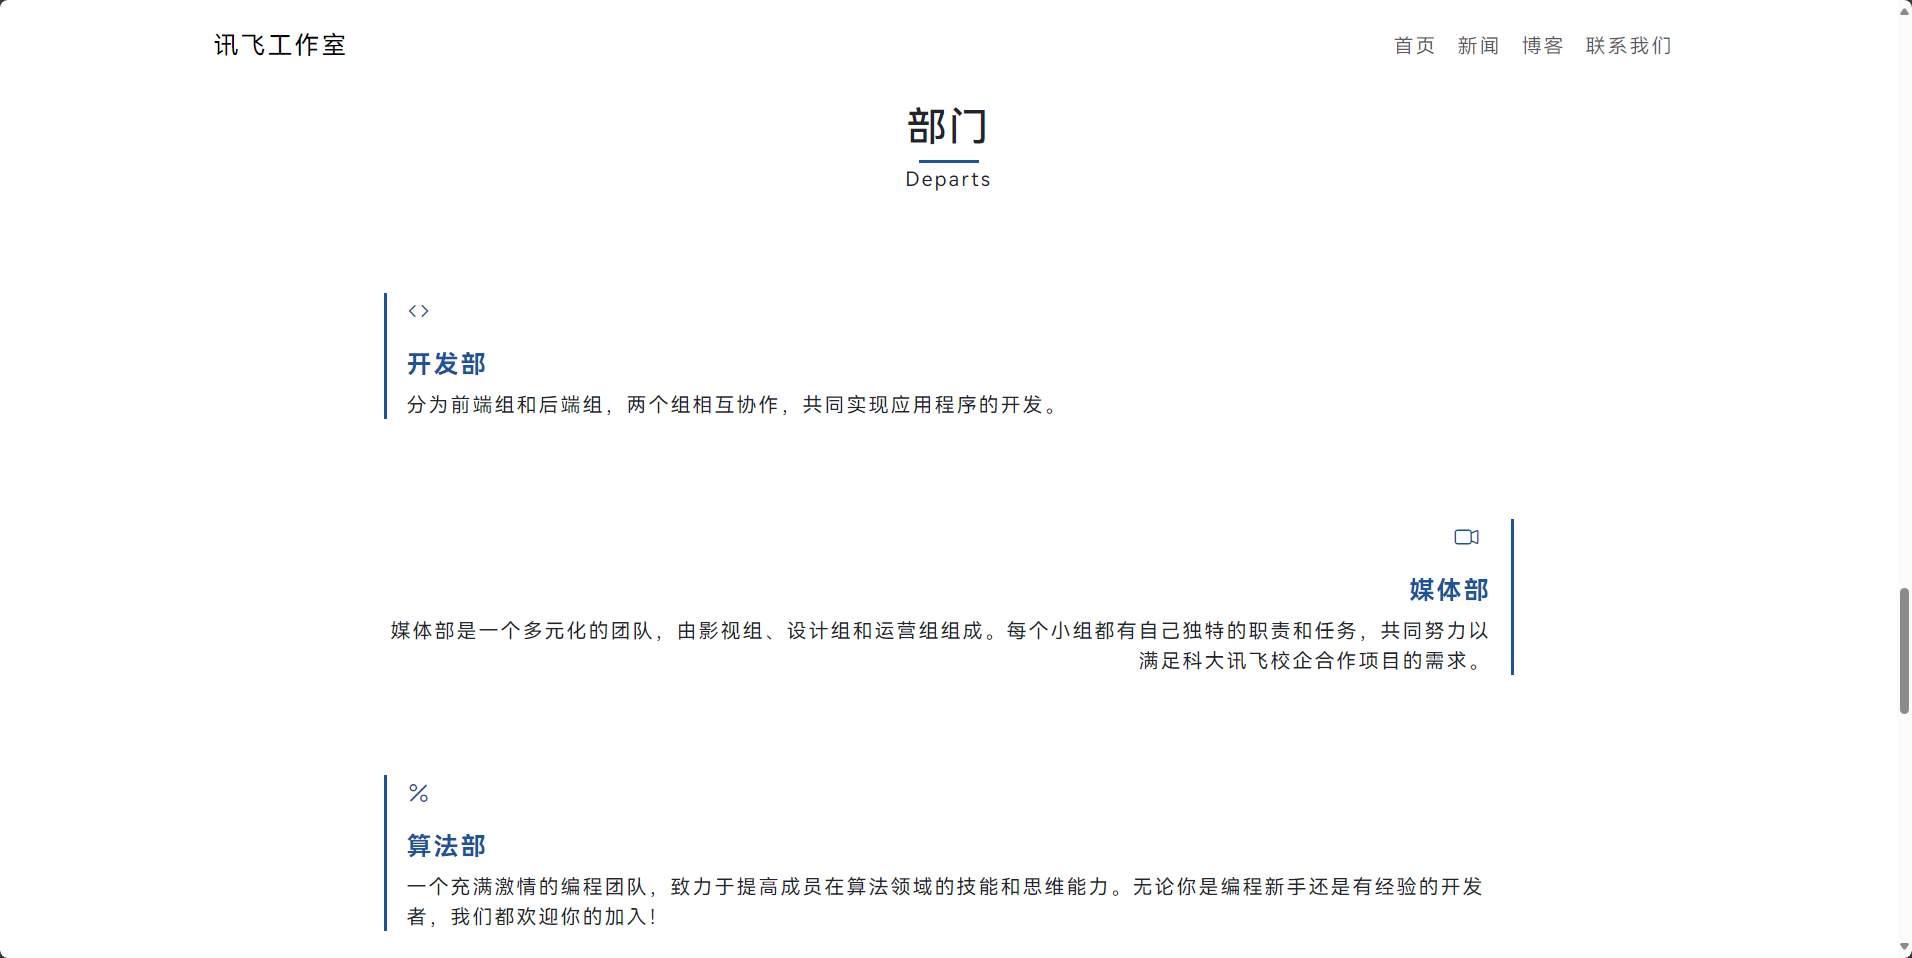 讯飞工作室
首页 新闻 博客 联系我们
部门
Departs
开发部
分为前端组和后端组，两个组相互协作，共同实现应用程序的开发。
媒体部
媒体部是一个多元化的团队，由影视组、设计组和运营组组成。每个小组都有自己独特的职责和任务，共同努力以
满足科大讯飞校企合作项目的需求。
算法部
一个充满激情的编程团队，致力于提高成员在算法领域的技能和思维能力。无论你是编程新手还是有经验的开发
者，我们都欢迎你的加入！